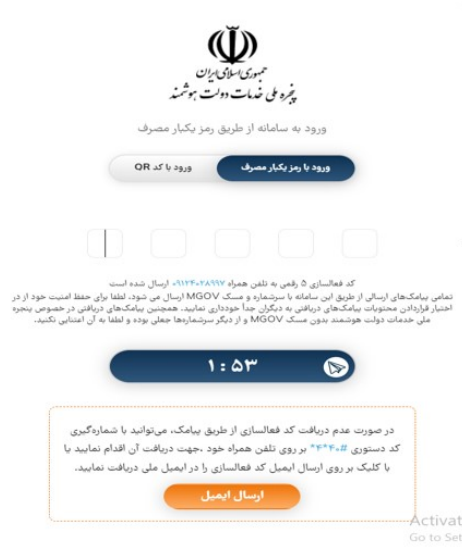 جمهوری اسلامی ایران
پنجره ملی خدمات دولت هوشمند
ورود به سامانه از طریق رمز یکبار مصرف
ورود با رمز یکبار مصرف
ورود با کد QR
کد فعالسازی ۵ رقمی به تلفن همراه ۰۹۱۲۴۰۲۸۹۹۷ ارسال شده است
تمامی پیامک‌های ارسالی از طریق این سامانه با سرشماره و مسک MGOV ارسال می شود، لطفا برای حفظ امنیت خود از در
اختیار قراردادن محتویات پیامک‌های دریافتی به دیگران جداً خودداری نمایید. همچنین پیامک‌های دریافتی در خصوص پنجره
ملی خدمات دولت هوشمند بدون مسک MGOV و از دیگر سرشماره‌ها جعلی بوده و لطفا به آن اعتنایی نکنید.
۱ : ۵۳
در صورت عدم دریافت کد فعالسازی از طریق پیامک، می‌توانید با شماره‌گیری
کد دستوری #۴۰*۴* بر روی تلفن همراه خود ،جهت دریافت آن اقدام نمایید یا
با کلیک بر روی ارسال ایمیل کد فعالسازی را در ایمیل ملی دریافت نمایید.
ارسال ایمیل
Activat
Go to Set